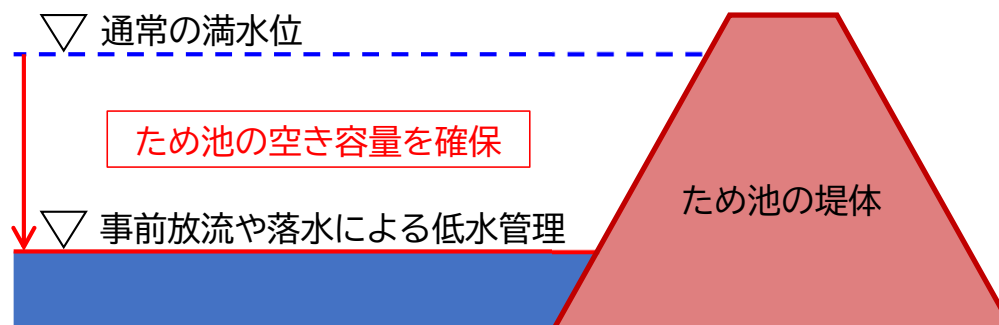 通常の満水位
ため池の空き容量を確保
ため池の堤体
事前放流や落水による低水管理